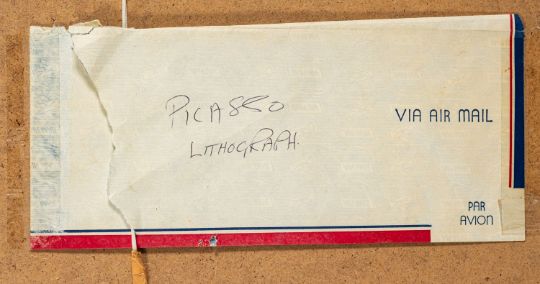 PICASSO
LITHOGRAPH.
VIA AIR MAIL
PAR
AVION